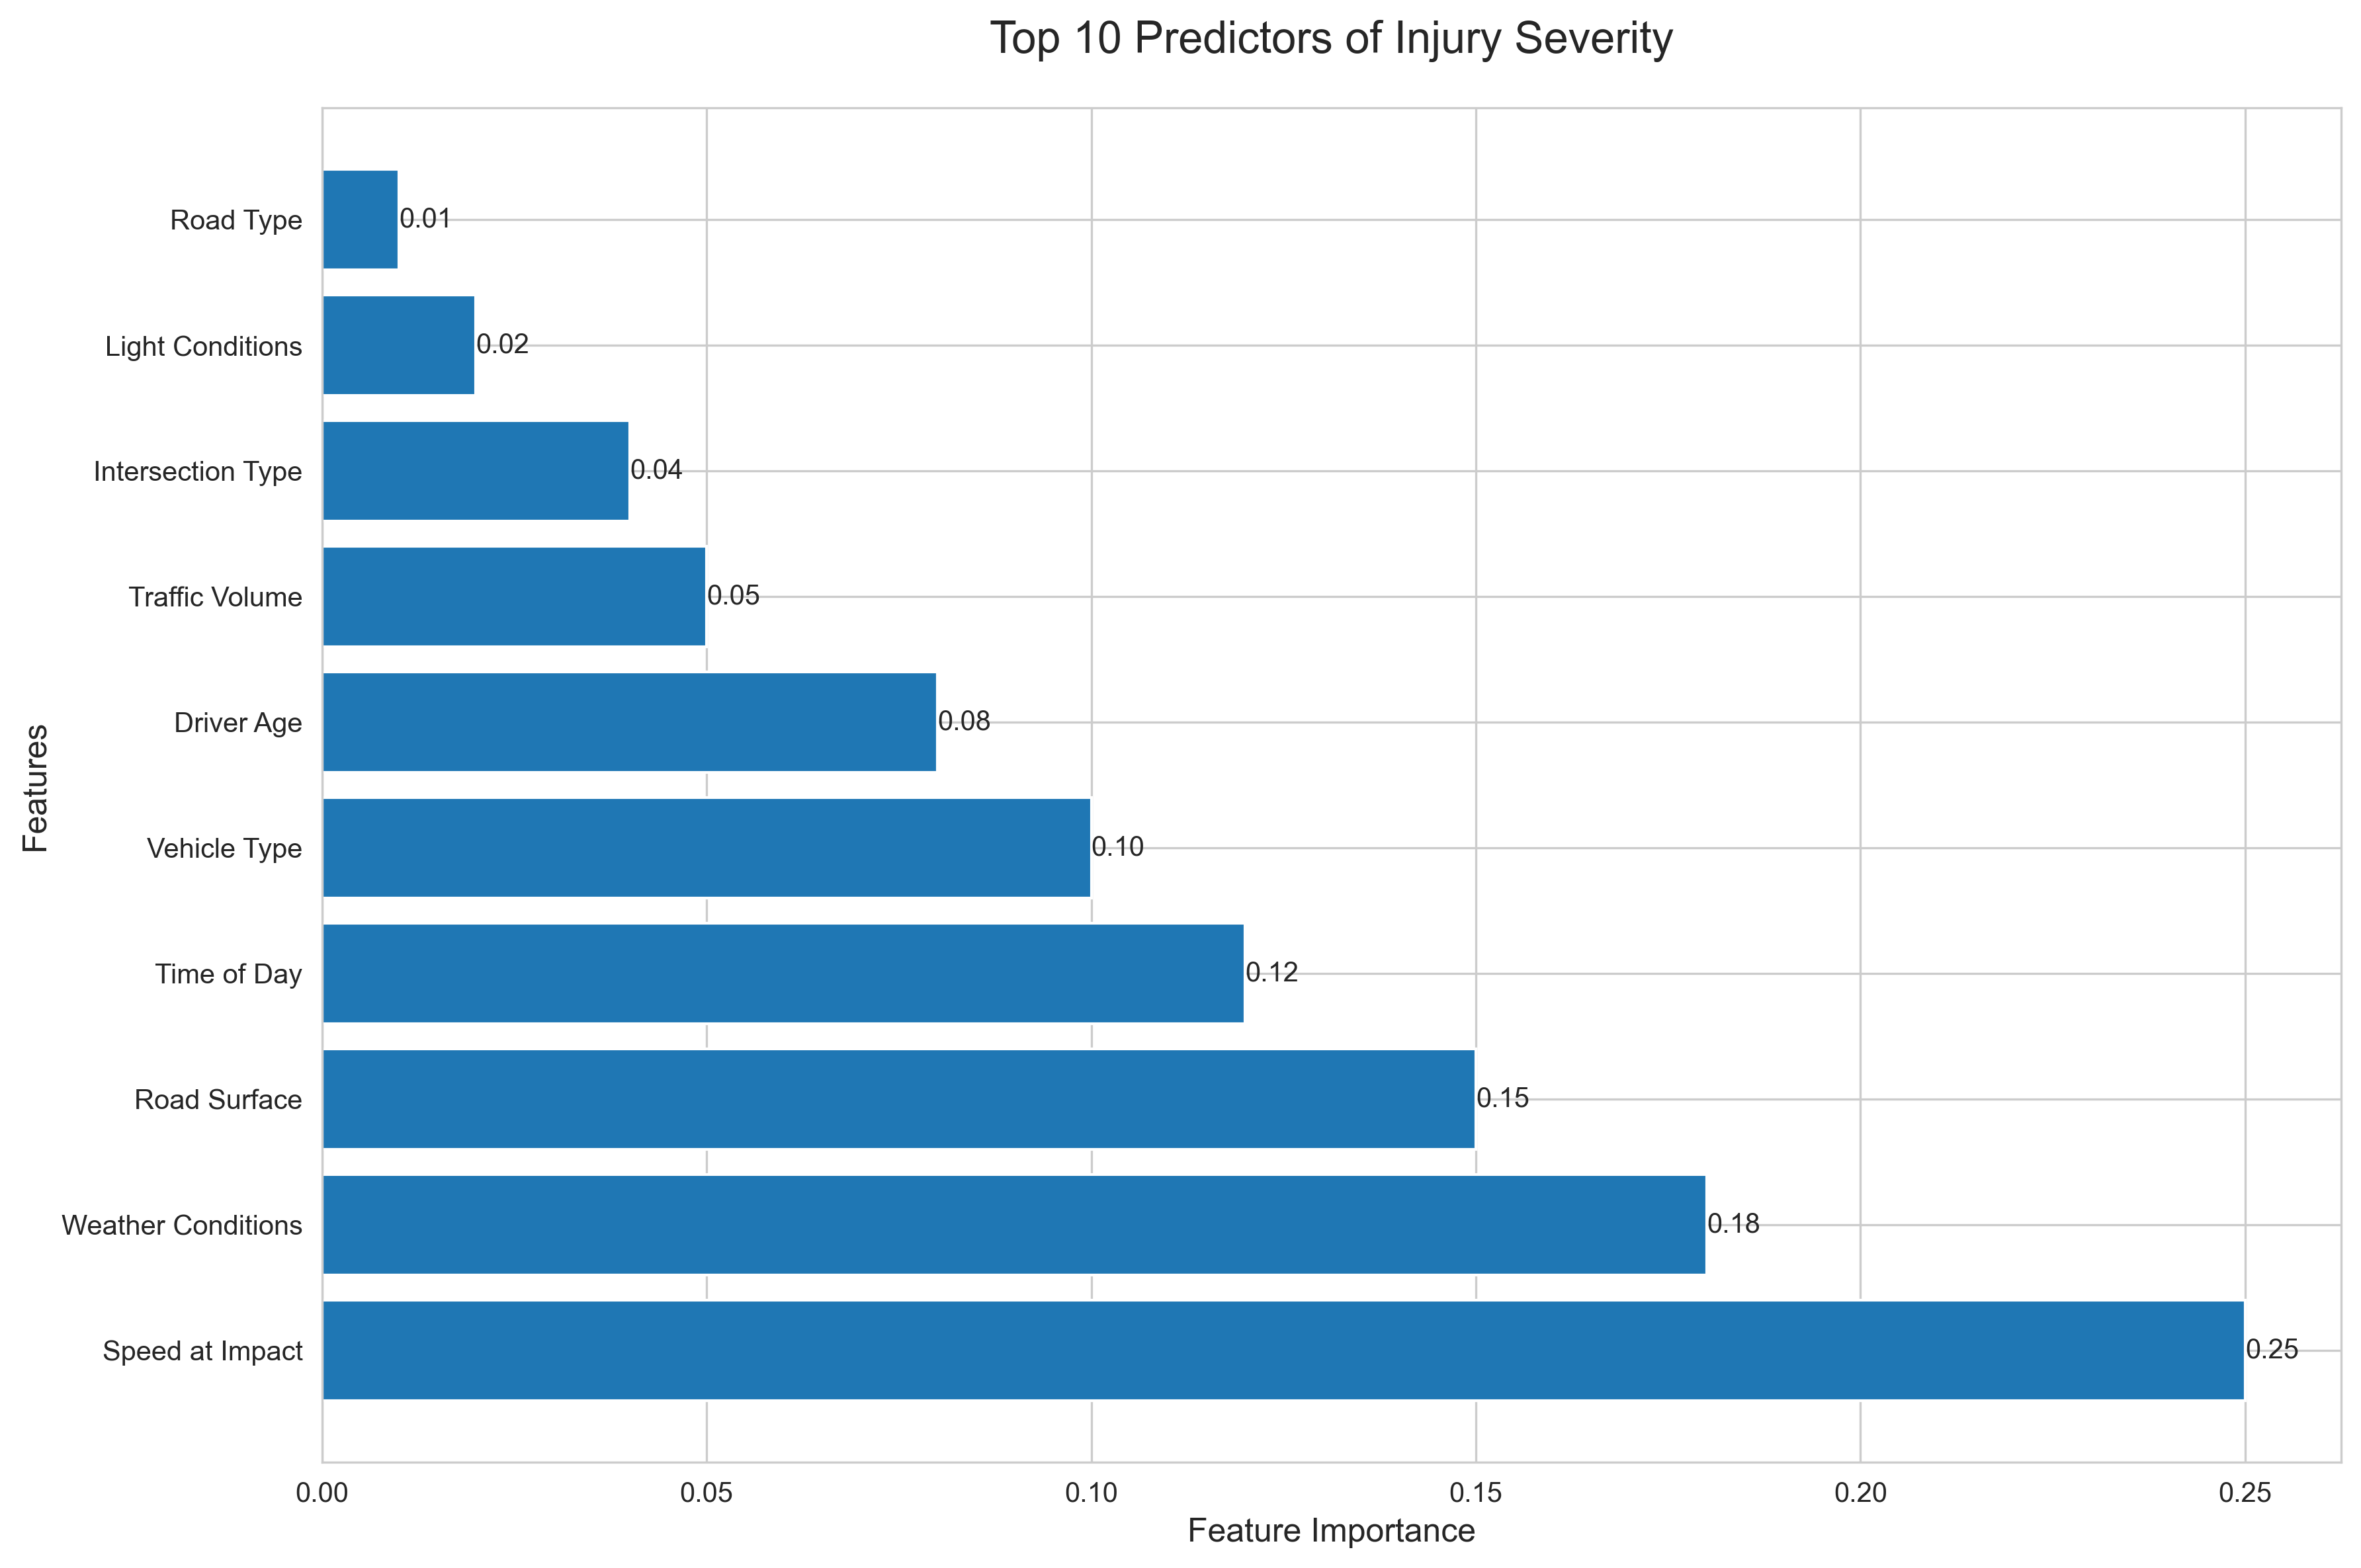 Top 10 Predictors of Injury Severity
Features
Road Type
0.01
Light Conditions
0.02
Intersection Type
0.04
Traffic Volume
0.05
Driver Age
0.08
Vehicle Type
0.10
Time of Day
0.12
Road Surface
0.15
Weather Conditions
0.18
Speed at Impact
0.25
0.00 0.05 0.10 0.15 0.20 0.25
Feature Importance